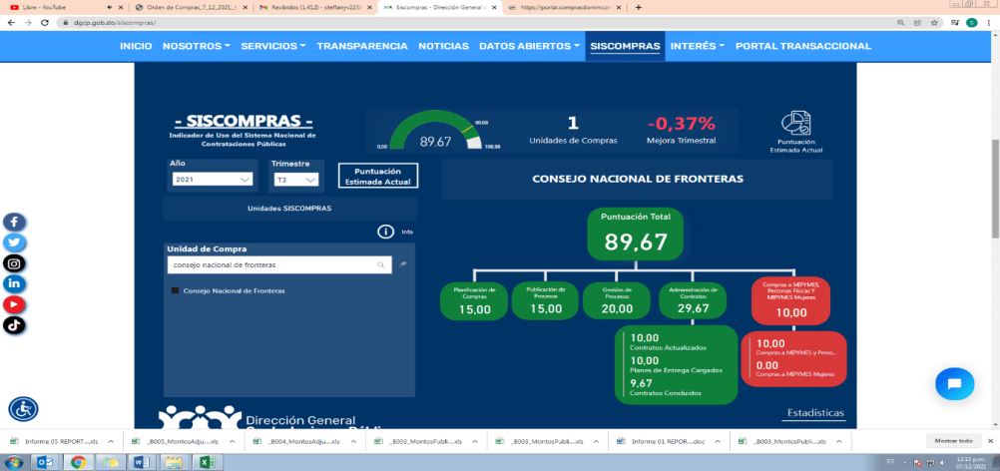 Libre - YouTube
Orden de Compras_7_12_2021_
Recibidos (1,412) - steffanyv22@
Siscompras - Dirección General d
https://portal.comprasdominican
dgcp.gob.do/siscompras/
INICIO NOSOTROS SERVICIOS TRANSPARENCIA NOTICIAS DATOS ABIERTOS SISCOMPRAS INTERÉS PORTAL TRANSACCIONAL
- SISCOMPRAS -
Indicador de Uso del Sistema Nacional de
Contrataciones Públicas
0.00
89,67
90.00
100.00
1
Unidades de Compras
-0,37%
Mejora Trimestral
Puntuación
Estimada Actual
Año
2021
Trimestre
T3
Puntuación
Estimada Actual
CONSEJO NACIONAL DE FRONTERAS
Unidades SISCOMPRAS
Info
Unidad de Compra
consejo nacional de fronteras
Consejo Nacional de Fronteras
Puntuación Total
89,67
Planificación de
Compras
15,00
Publicación de
Procesos
15,00
Gestión de
Procesos
20,00
Administración de
Contratos
29,67
Compras a MIPYMES,
Personas Físicas Y
MIPYMES Mujeres
10,00
10,00
Contratos Actualizados
10,00
Planes de Entrega Cargados
9,67
Contratos Concluidos
10,00
Compras a MIPYMES y Perso...
0,00
Compras a MIPYMES Mujeres
Estadísticas
Dirección General
Informe 05 REPORT....xls
_B005_MontosAdju....xls
_B004_MontosAdju....xls
_B003_MontosPubli....xls
_B003_MontosPubli....xls
Informe 01 REPOR....doc
_B003_MontosPubl....xls
Mostrar todo
ES
12:15 p.m.
07/12/2021